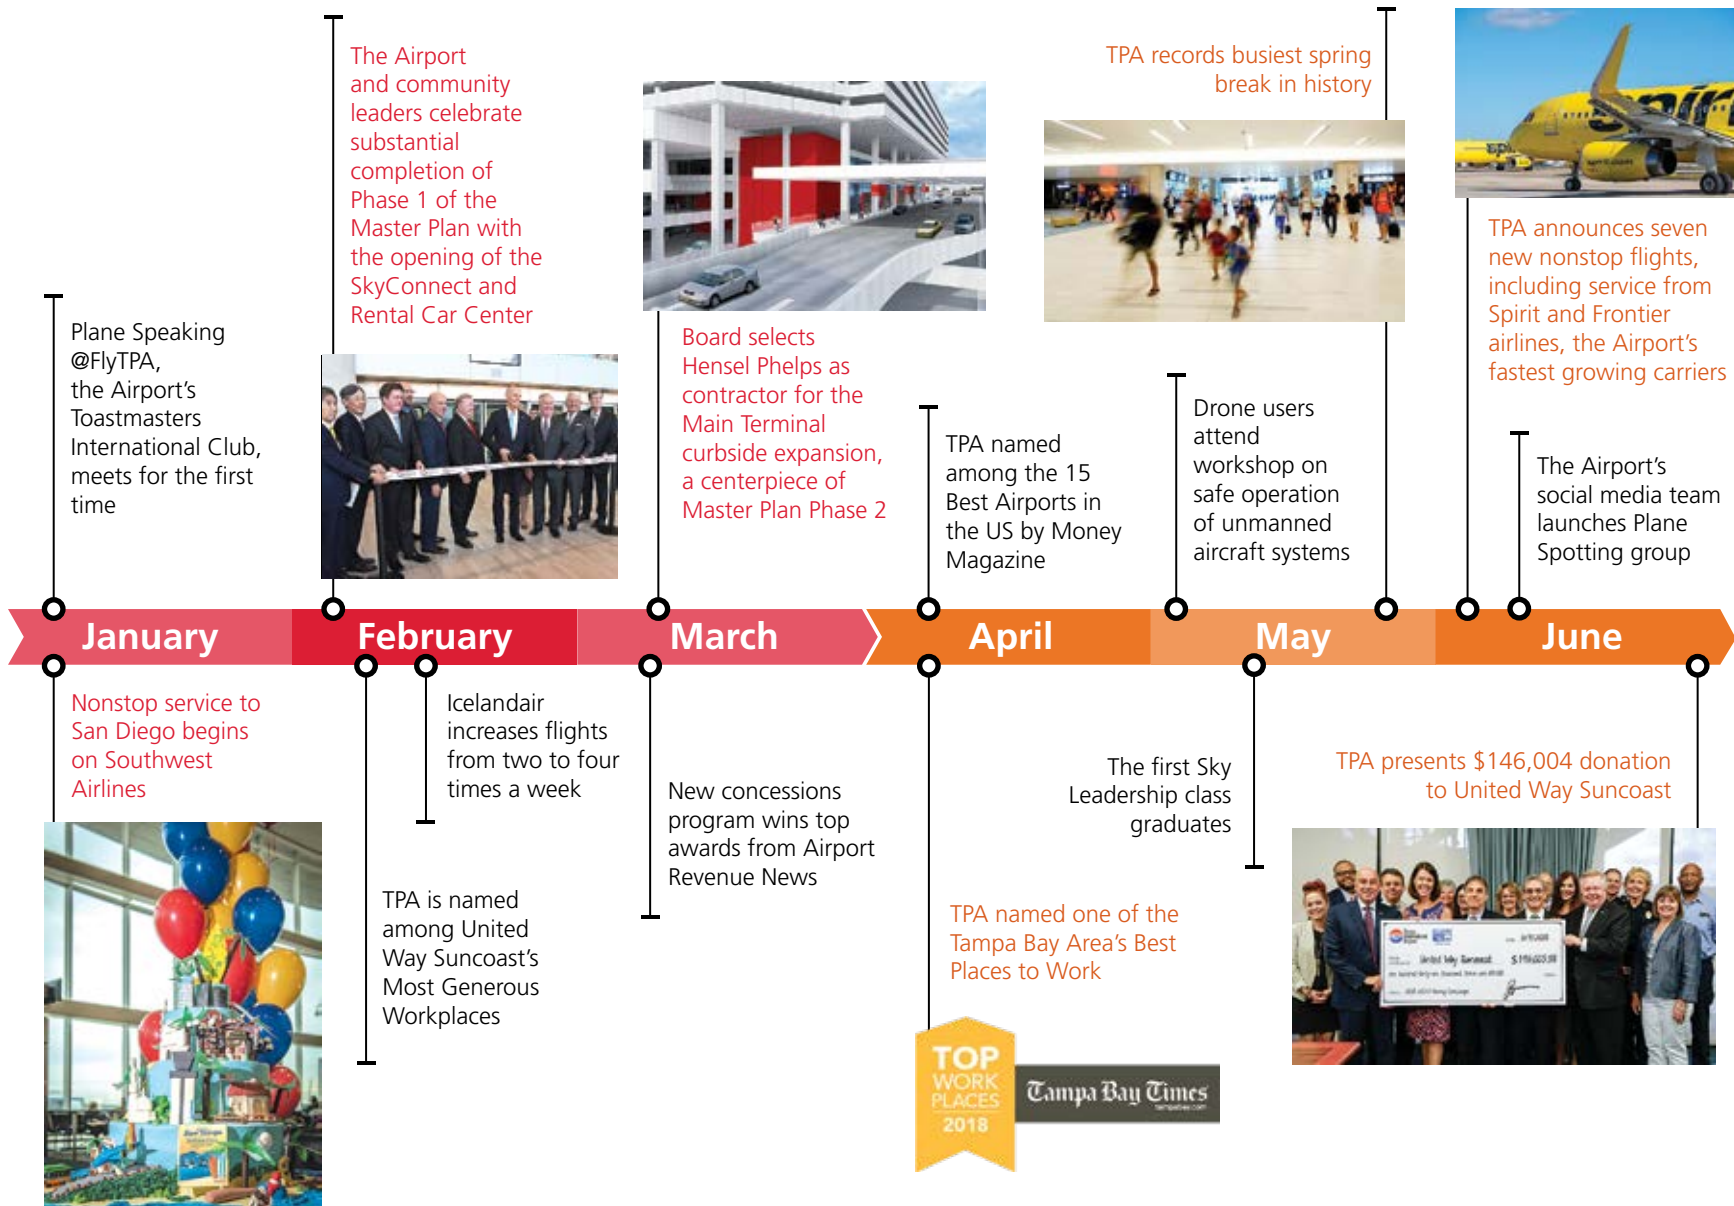 The Airport
and community
leaders celebrate
substantial
completion of
Phase 1 of the
Master Plan with
the opening of the
SkyConnect and
Rental Car Center
TPA records busiest spring
break in history
TPA announces seven
new nonstop flights,
including service from
Spirit and Frontier
airlines, the Airport's
fastest growing carriers
Plane Speaking
@FlyTPA,
the Airport's
Toastmasters
International Club,
meets for the first
time
Board selects
Hensel Phelps as
contractor for the
Main Terminal
curbside expansion,
a centerpiece of
Master Plan Phase 2
TPA named
among the 15
Best Airports in
the US by Money
Magazine
Drone users
attend
workshop on
safe operation
of unmanned
aircraft systems
The Airport's
social media team
launches Plane
Spotting group
January
February
March
April
May
June
Nonstop service to
San Diego begins
on Southwest
Airlines
Icelandair
increases flights
from two to four
times a week
TPA is named
among United
Way Suncoast's
Most Generous
Workplaces
New concessions
program wins top
awards from Airport
Revenue News
TPA named one of the
Tampa Bay Area's Best
Places to Work
The first Sky
Leadership class
graduates
TPA presents $146,004 donation
to United Way Suncoast
United Way Suncoast
TOP
WORK
PLACES
2018
Tampa Bay Times
tampabay.com